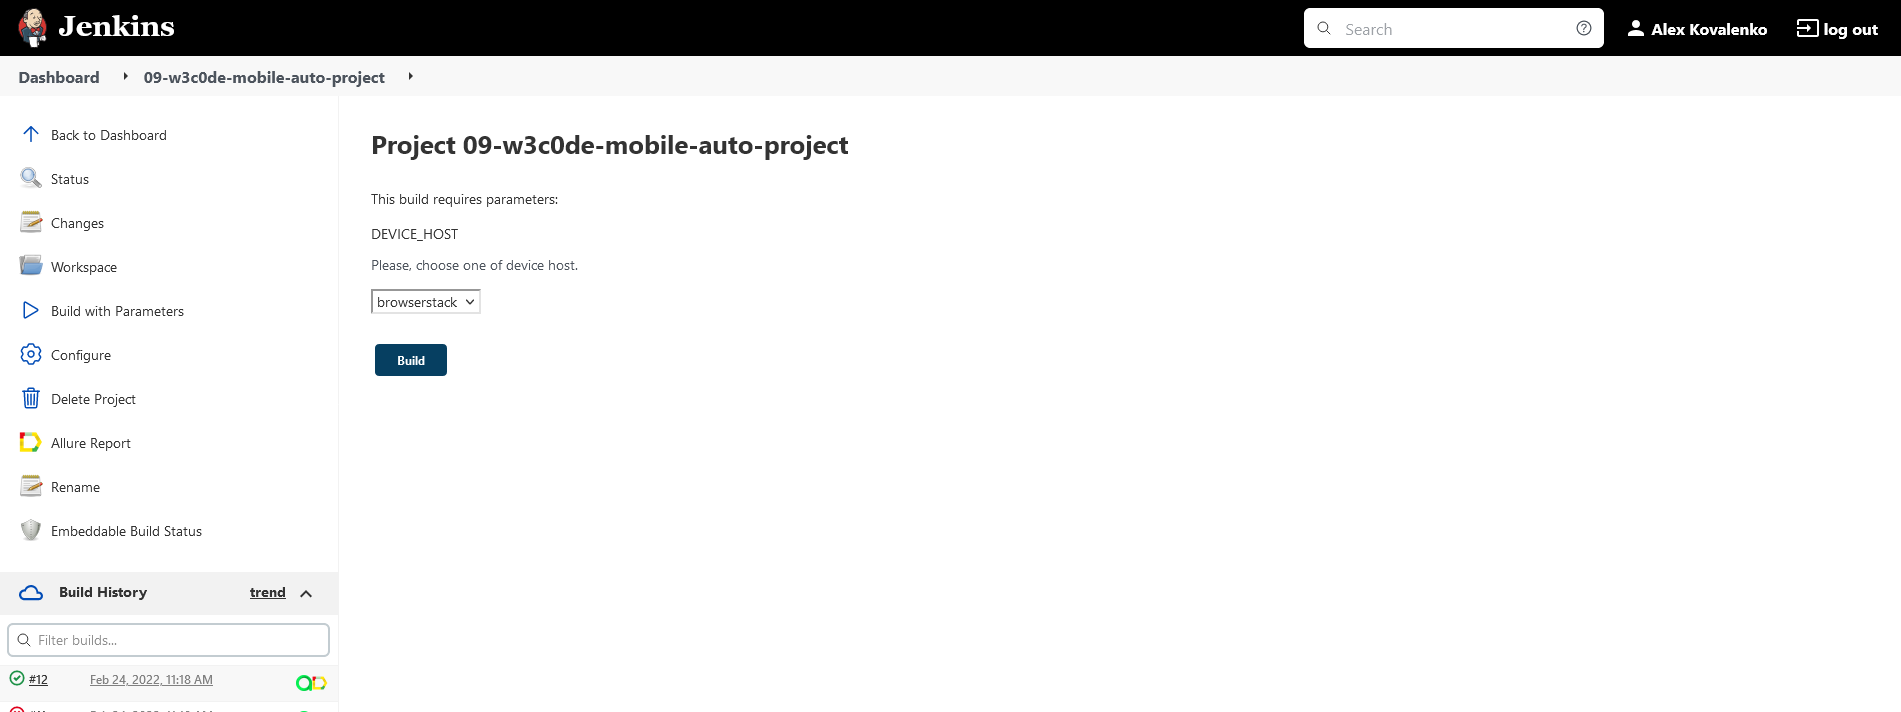 Jenkins
Search
Alex Kovalenko
log out
Dashboard
09-w3c0de-mobile-auto-project
Back to Dashboard
Status
Changes
Workspace
Build with Parameters
Configure
Delete Project
Allure Report
Rename
Embeddable Build Status
Build History
trend
Filter builds...
#12
Feb 24, 2022, 11:18 AM
Project 09-w3c0de-mobile-auto-project
This build requires parameters:
DEVICE_HOST
Please, choose one of device host.
browserstack
Build